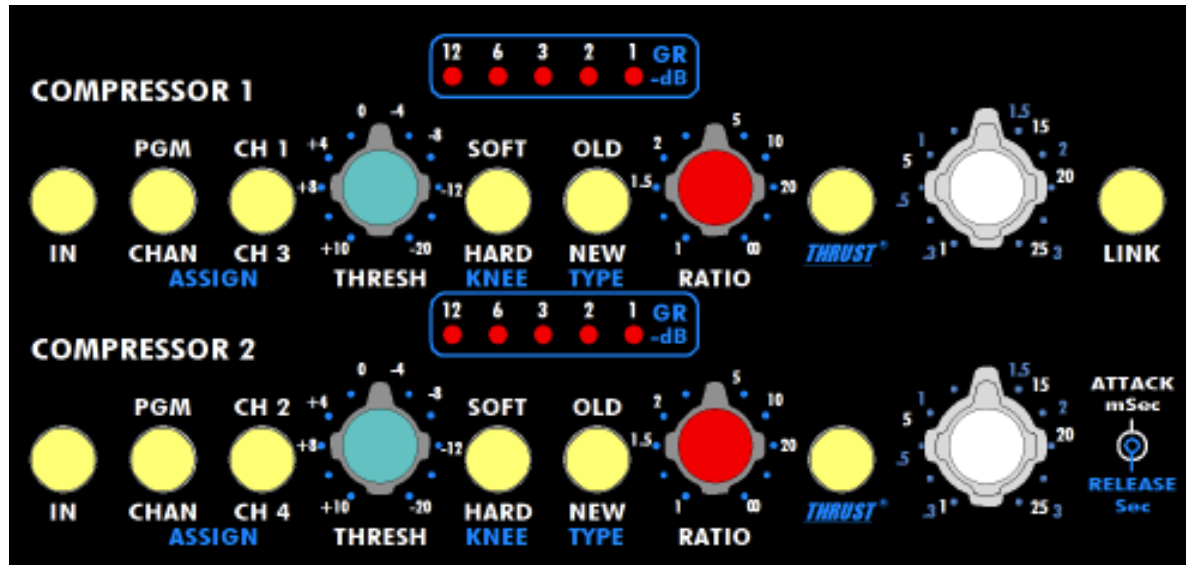 12 6 3 2 1 GR
-dB
COMPRESSOR 1
0 -4
1.5
PGM CH 1 +4 -8 SOFT OLD 2 5 10 1 15 2
5 20
+8 -12 1.5 20 .5
IN CHAN CH 3 +10 -20 HARD NEW 1 ∞ THRUST® .3 1 25 3 LINK
ASSIGN THRESH KNEE TYPE RATIO
12 6 3 2 1 GR
-dB
COMPRESSOR 2
0 -4
1.5
PGM CH 2 +4 -8 SOFT OLD 2 5 10 1 15 2 ATTACK
mSec
5 20
+8 -12 1.5 20 .5
RELEASE
Sec
IN CHAN CH 4 +10 -20 HARD NEW 1 ∞ THRUST® .3 1 25 3
ASSIGN THRESH KNEE TYPE RATIO